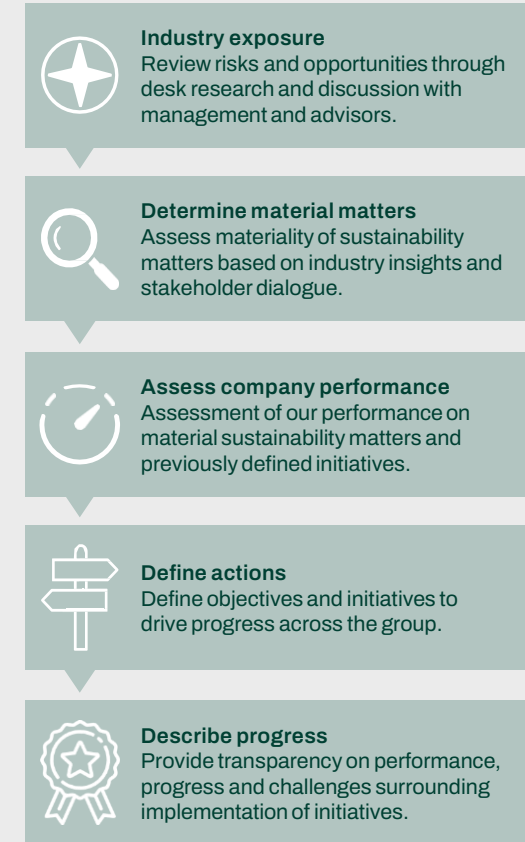 Industry exposure
Review risks and opportunities through
desk research and discussion with
management and advisors.
Determine material matters
Assess materiality of sustainability
matters based on industry insights and
stakeholder dialogue.
Assess company performance
Assessment of our performance on
material sustainability matters and
previously defined initiatives.
Define actions
Define objectives and initiatives to
drive progress across the group.
Describe progress
Provide transparency on performance,
progress and challenges surrounding
implementation of initiatives.